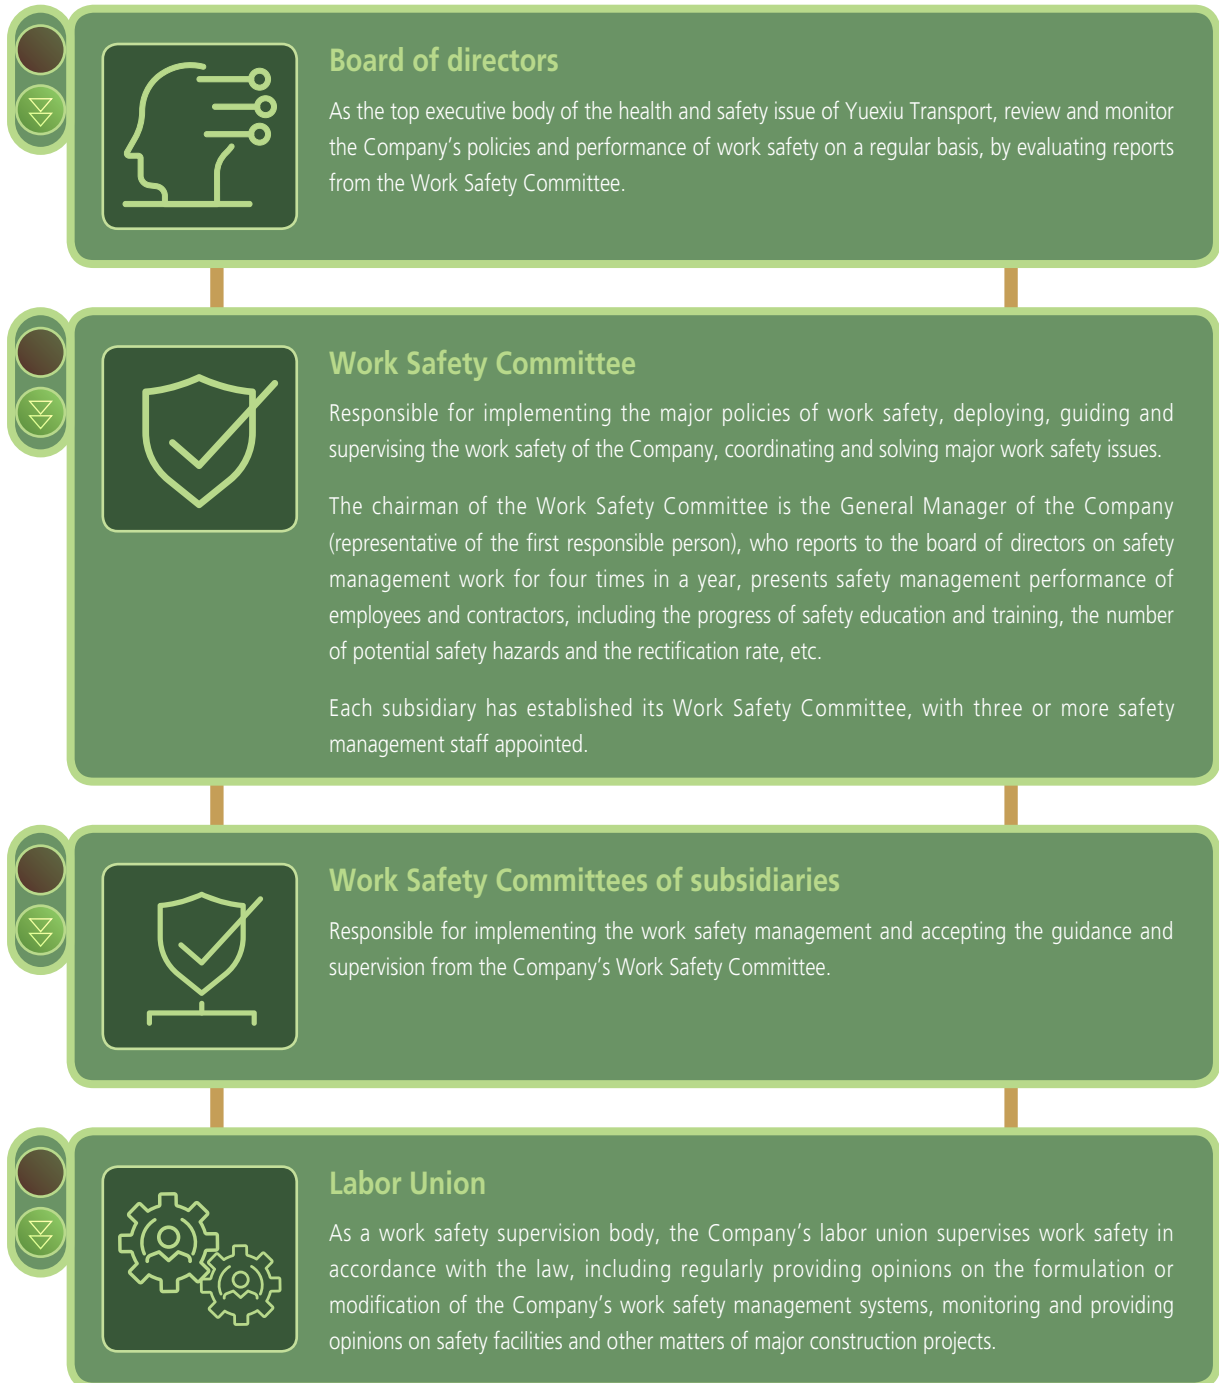 Board of directors
As the top executive body of the health and safety issue of Yuexiu Transport, review and monitor
the Company’s policies and performance of work safety on a regular basis, by evaluating reports
from the Work Safety Committee.
Work Safety Committee
Responsible for implementing the major policies of work safety, deploying, guiding and
supervising the work safety of the Company, coordinating and solving major work safety issues.
The chairman of the Work Safety Committee is the General Manager of the Company
(representative of the first responsible person), who reports to the board of directors on safety
management work for four times in a year, presents safety management performance of
employees and contractors, including the progress of safety education and training, the number
of potential safety hazards and the rectification rate, etc.
Each subsidiary has established its Work Safety Committee, with three or more safety
management staff appointed.
Work Safety Committees of subsidiaries
Responsible for implementing the work safety management and accepting the guidance and
supervision from the Company’s Work Safety Committee.
Labor Union
As a work safety supervision body, the Company’s labor union supervises work safety in
accordance with the law, including regularly providing opinions on the formulation or
modification of the Company’s work safety management systems, monitoring and providing
opinions on safety facilities and other matters of major construction projects.